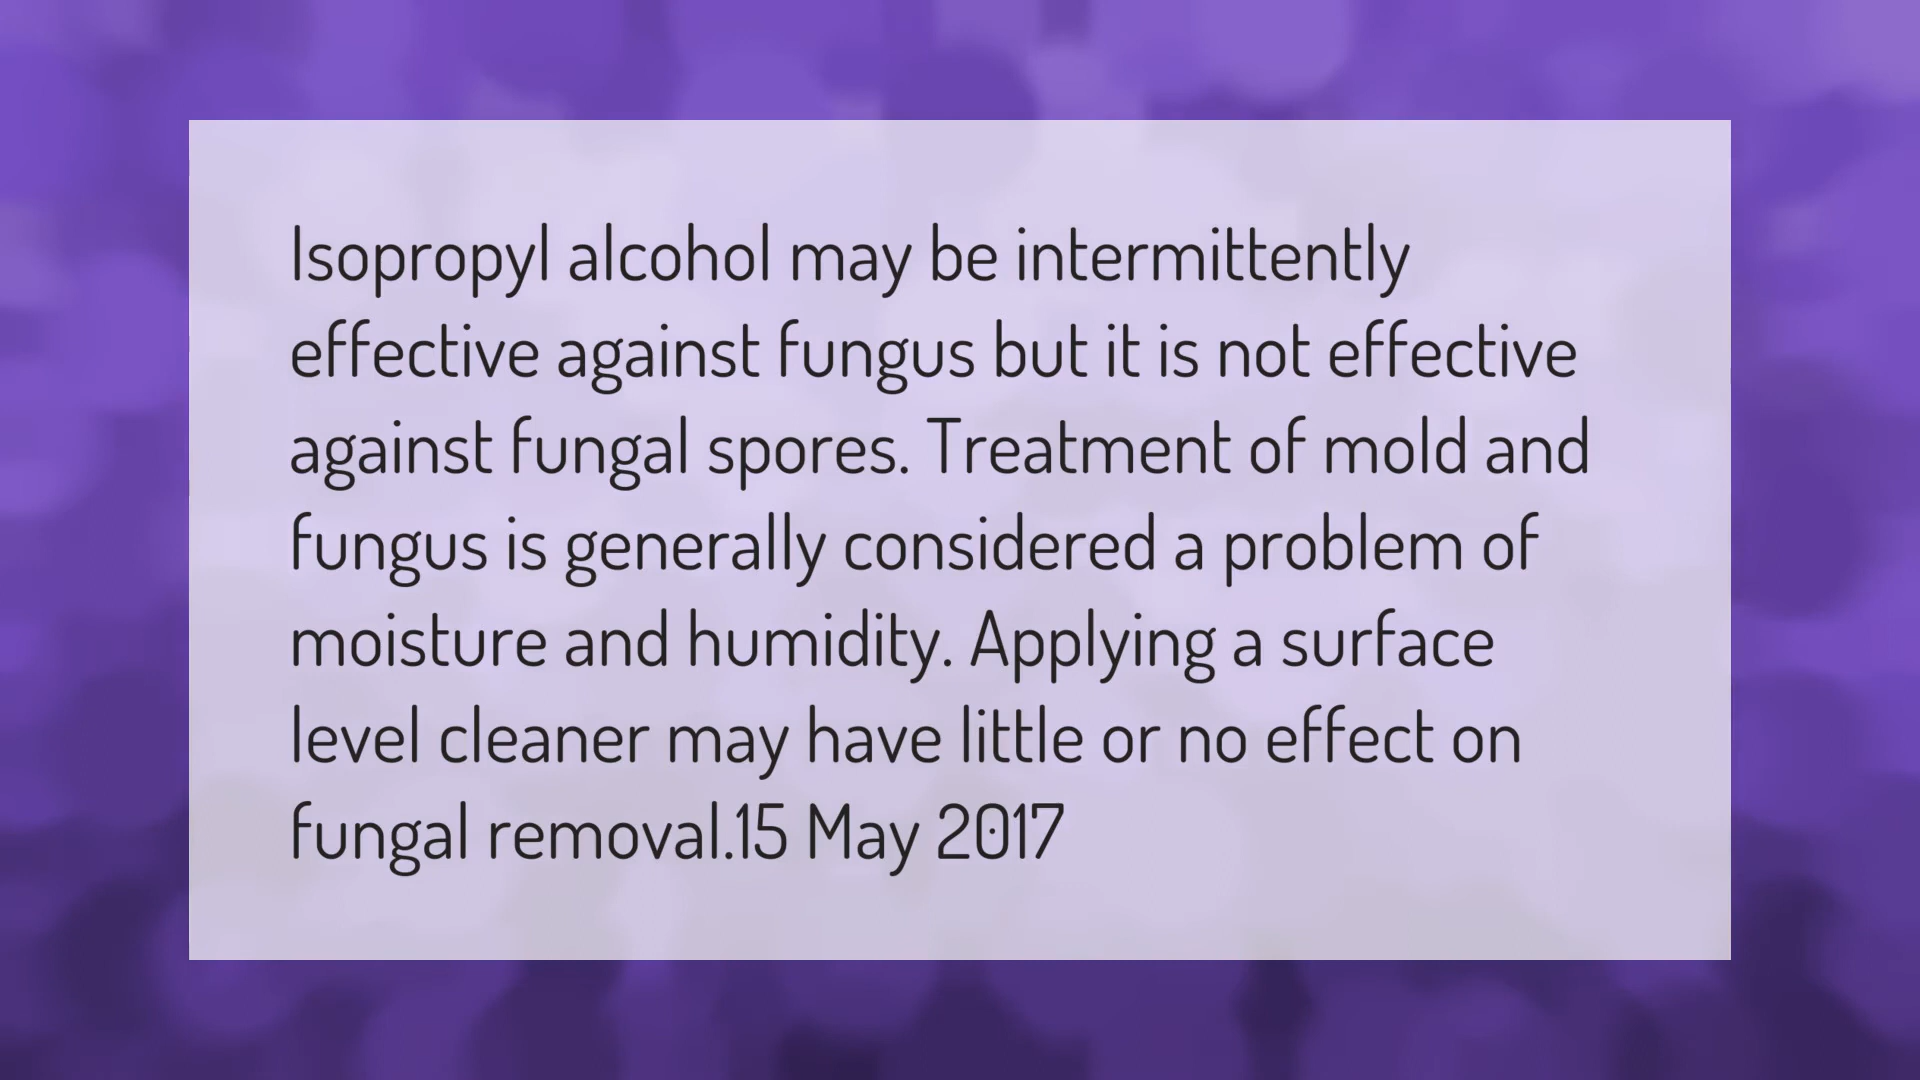 Isopropyl alcohol may be intermittently
effective against fungus but it is not effective
against fungal spores. Treatment of mold and
fungus is generally considered a problem of
moisture and humidity. Applying a surface
level cleaner may have little or no effect on
fungal removal.15 May 2017